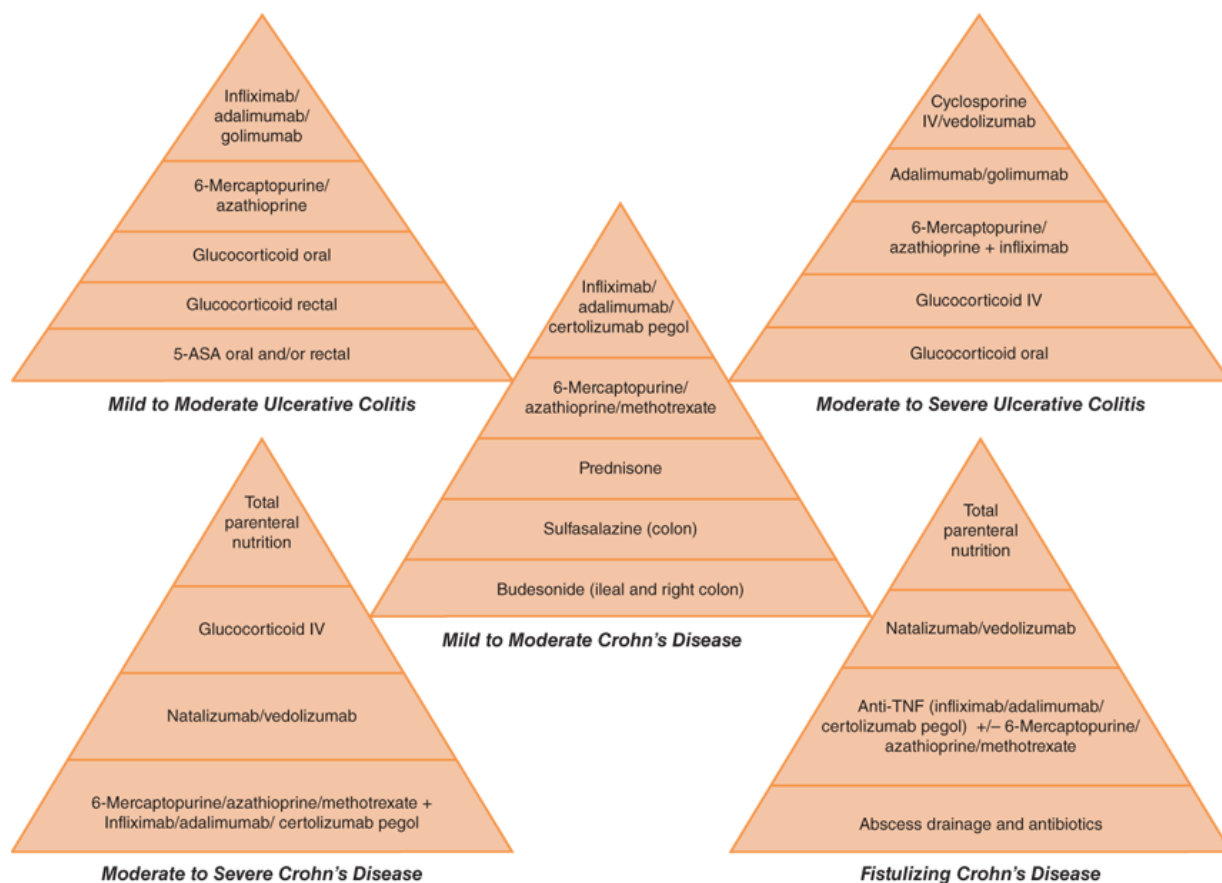 Infliximab/
adalimumab/
golimumab
6-Mercaptopurine/
azathioprine
Glucocorticoid oral
Glucocorticoid rectal
5-ASA oral and/or rectal
Mild to Moderate Ulcerative Colitis
Cyclosporine
IV/vedolizumab
Adalimumab/golimumab
6-Mercaptopurine/
azathioprine + infliximab
Glucocorticoid IV
Glucocorticoid oral
Moderate to Severe Ulcerative Colitis
Infliximab/
adalimumab/
certolizumab pegol
6-Mercaptopurine/
azathioprine/methotrexate
Prednisone
Sulfasalazine (colon)
Budesonide (ileal and right colon)
Mild to Moderate Crohn's Disease
Total
parenteral
nutrition
Glucocorticoid IV
Natalizumab/vedolizumab
6-Mercaptopurine/azathioprine/methotrexate +
Infliximab/adalimumab/ certolizumab pegol
Moderate to Severe Crohn's Disease
Total
parenteral
nutrition
Natalizumab/vedolizumab
Anti-TNF (infliximab/adalimumab/
certolizumab pegol) +/– 6-Mercaptopurine/
azathioprine/methotrexate
Abscess drainage and antibiotics
Fistulizing Crohn's Disease